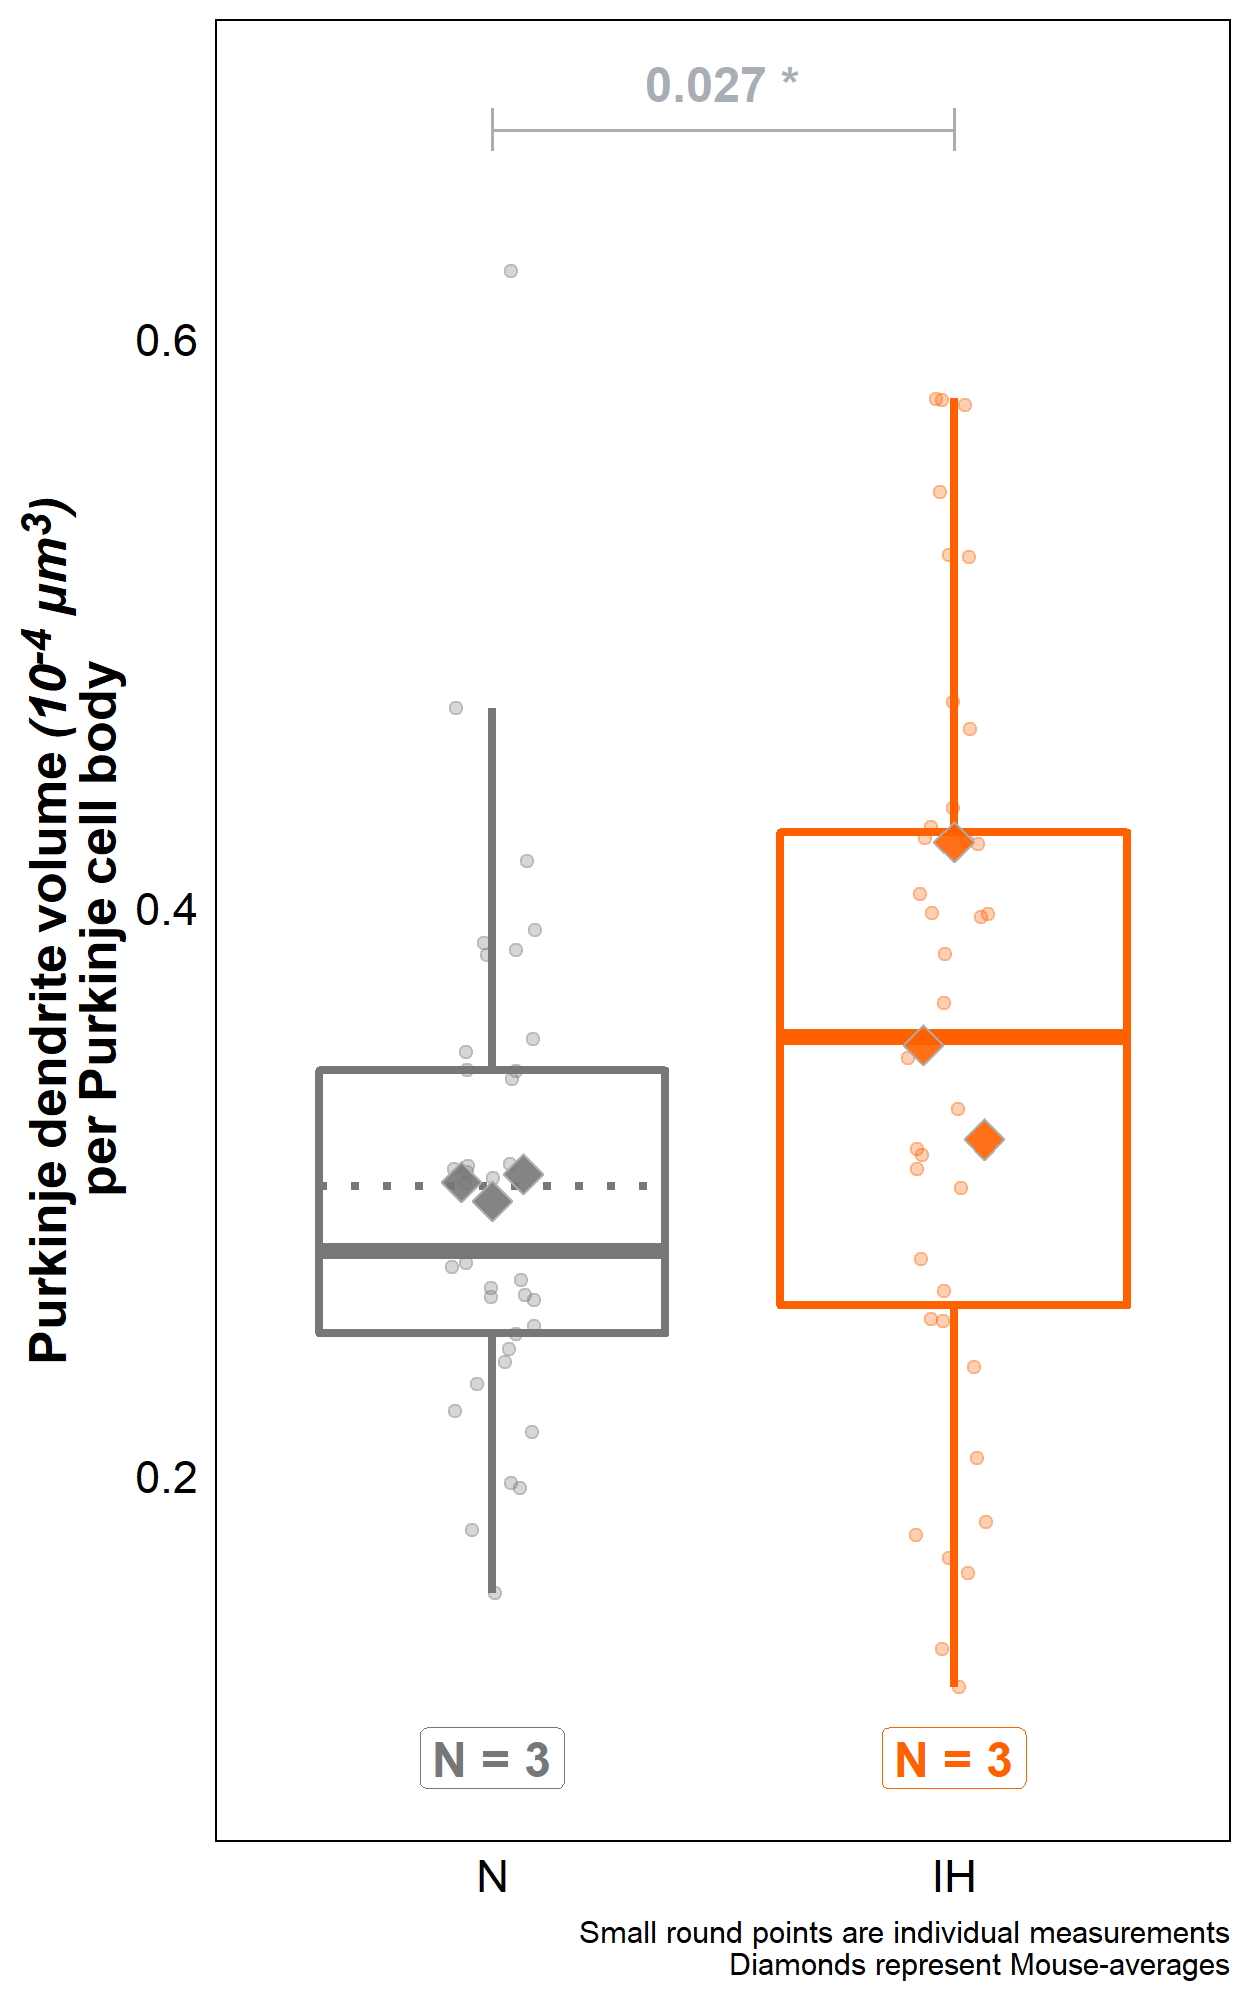 0.027 *
0.6
0.4
0.2
Purkinje dendrite volume (10⁻⁴ µm³)
per Purkinje cell body
N = 3
N = 3
N
IH
Small round points are individual measurements
Diamonds represent Mouse-averages